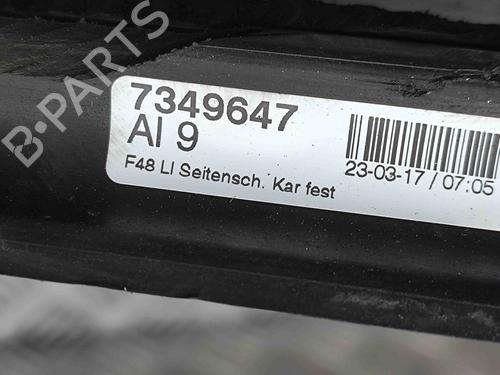 B-PARTS
7349647
AI 9
F48 LI Seitensch. Kar fest
23-03-17 / 07:05